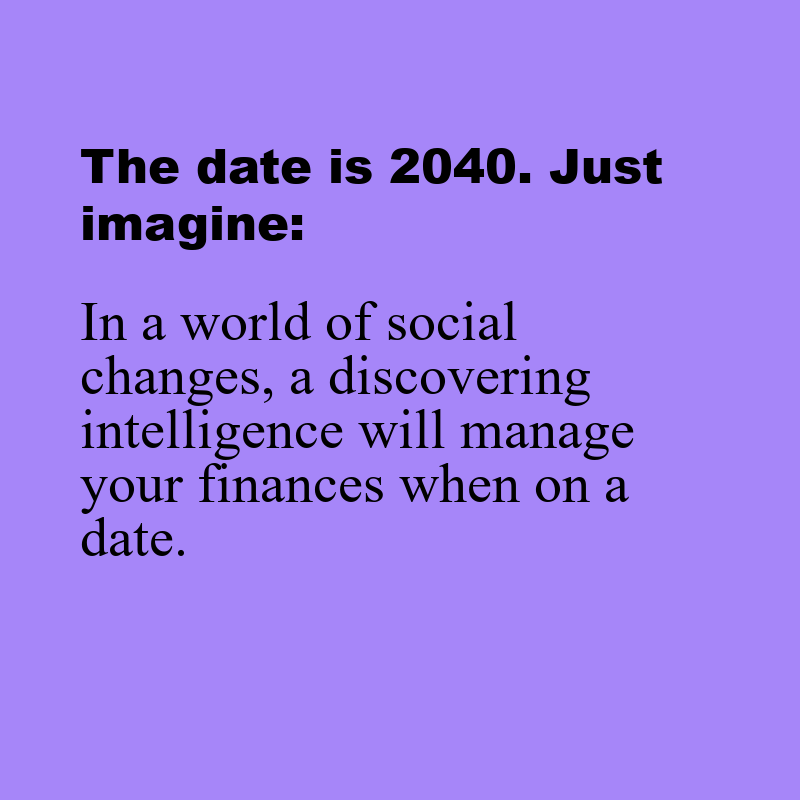 The date is 2040. Just
imagine:
In a world of social
changes, a discovering
intelligence will manage
your finances when on a
date.